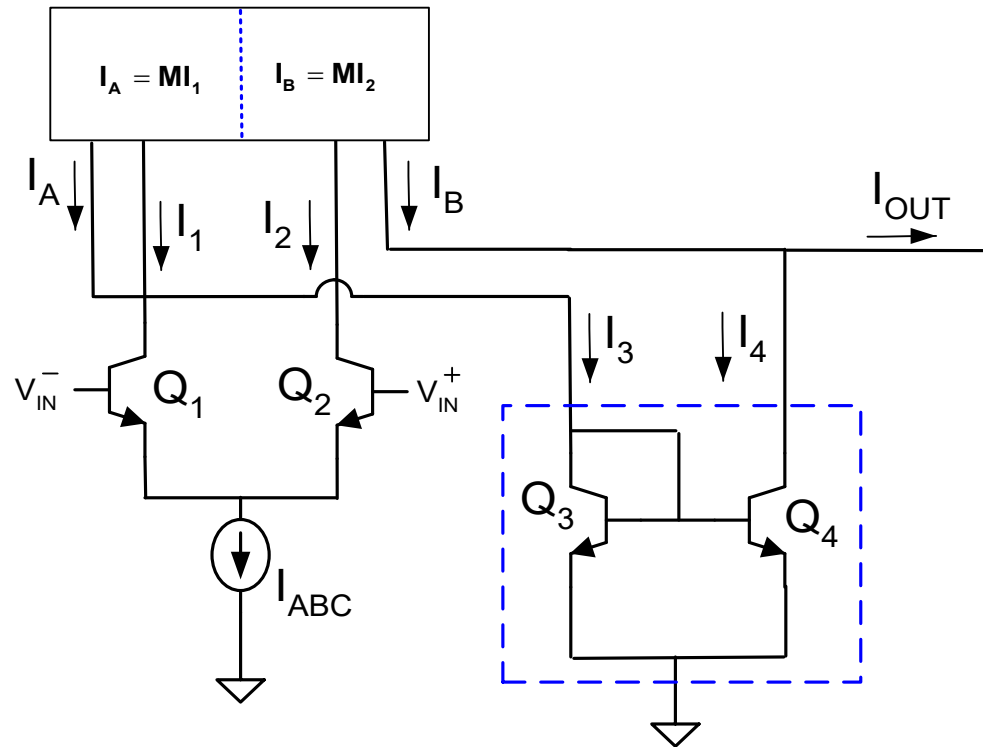 I_A = MI_1
I_B = MI_2
I_A
I_1
I_2
I_B
I_OUT
I_3
I_4
V_IN^-
Q_1
Q_2
V_IN^+
Q_3
Q_4
I_ABC